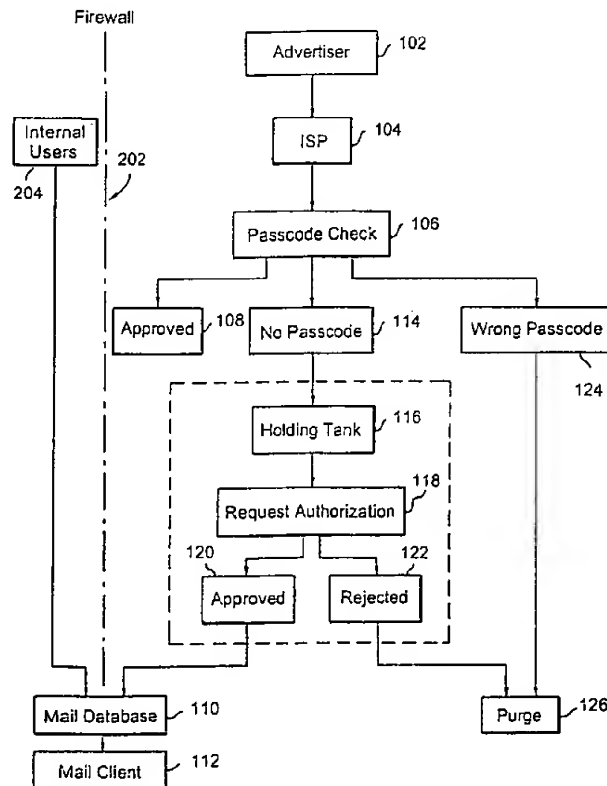 Firewall
Advertiser
102
Internal
Users
204
202
ISP
104
Passcode Check
106
Approved
108
No Passcode
114
Wrong Passcode
124
Holding Tank
116
Request Authorization
118
120
Approved
122
Rejected
Mail Database
110
Purge
126
Mail Client
112